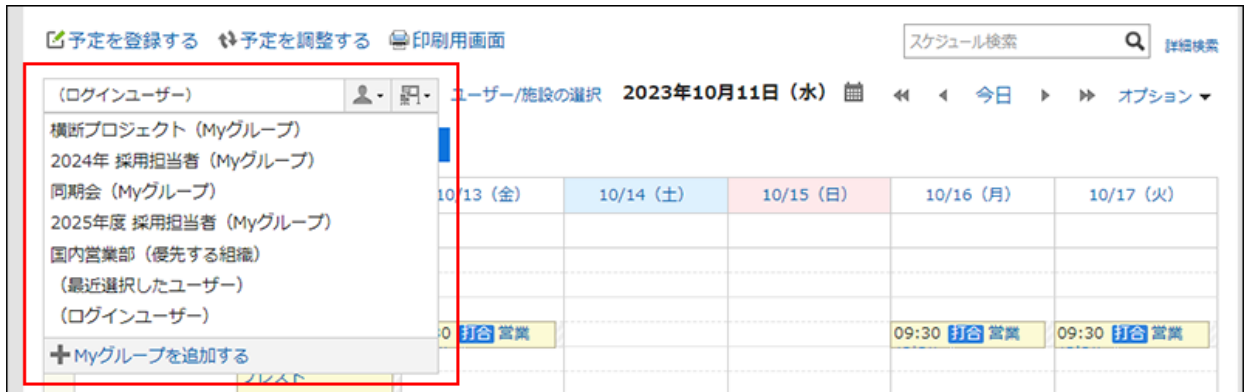 予定を登録する 予定を調整する 印刷用画面
スケジュール検索 詳細検索
（ログインユーザー） ユーザー/施設の選択 2023年10月11日（水） 今日 オプション
横断プロジェクト（Myグループ）
2024年 採用担当者（Myグループ）
同期会（Myグループ）
2025年度 採用担当者（Myグループ）
国内営業部（優先する組織）
（最近選択したユーザー）
（ログインユーザー）
Myグループを追加する
10/13（金） 10/14（土） 10/15（日） 10/16（月） 10/17（火）
打合 営業 09:30 打合 営業 09:30 打合 営業